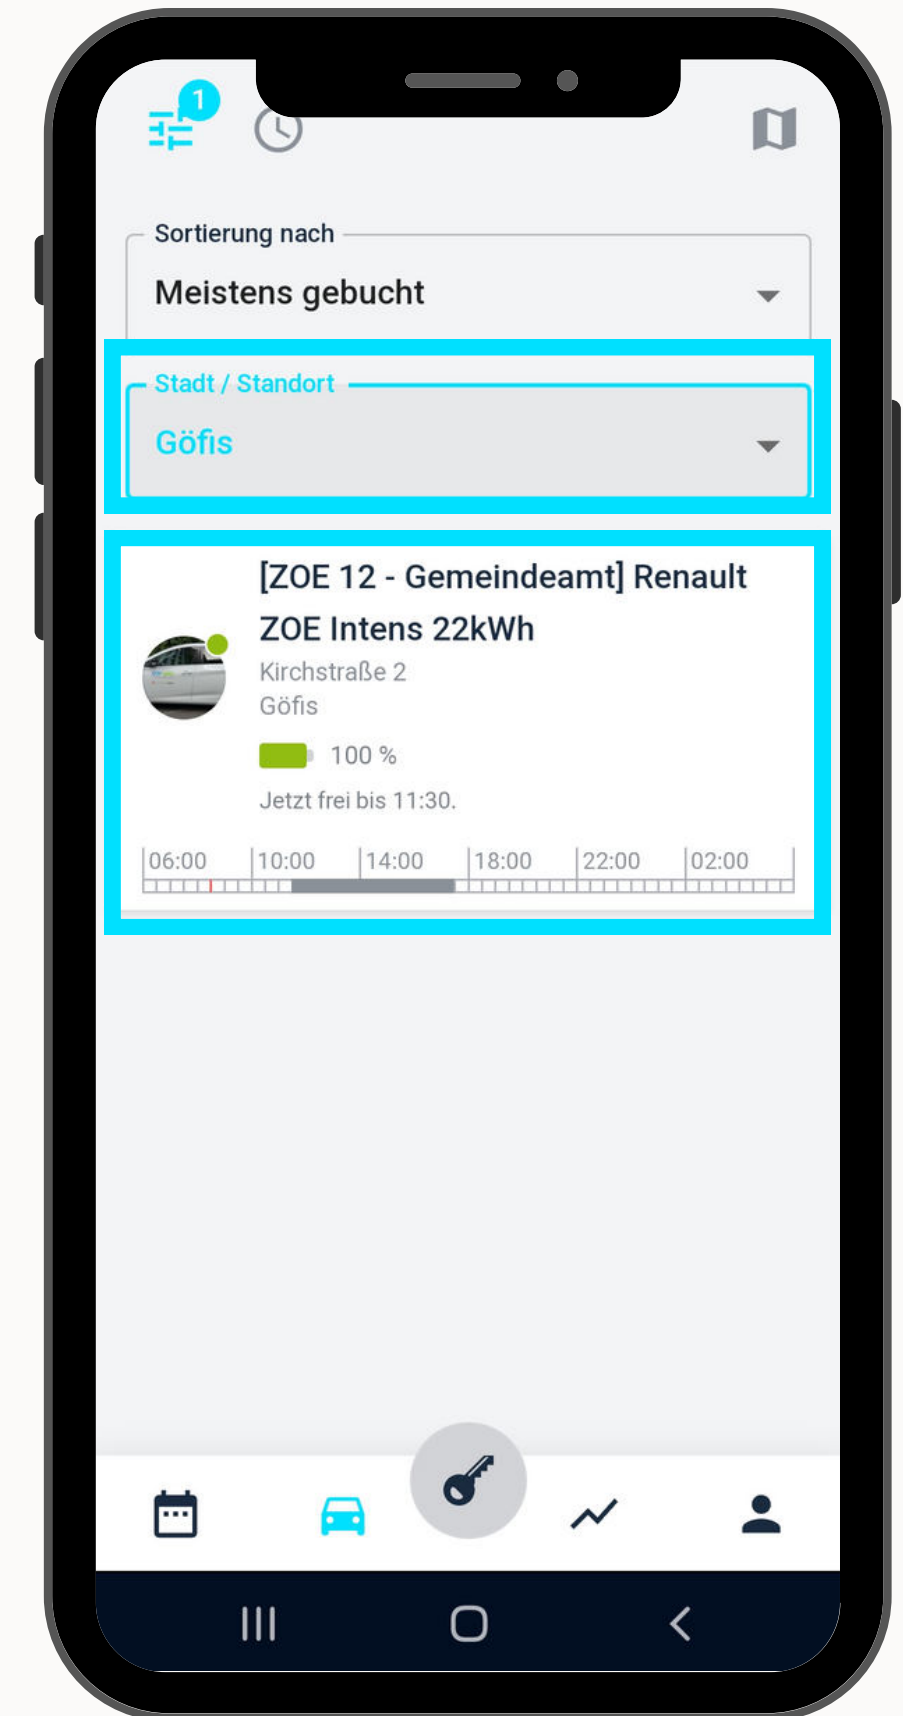 1
Sortierung nach
Meistens gebucht
Stadt / Standort
Göfis
[ZOE 12 - Gemeindeamt] Renault
ZOE Intens 22kWh
Kirchstraße 2
Göfis
100 %
Jetzt frei bis 11:30.
06:00 10:00 14:00 18:00 22:00 02:00